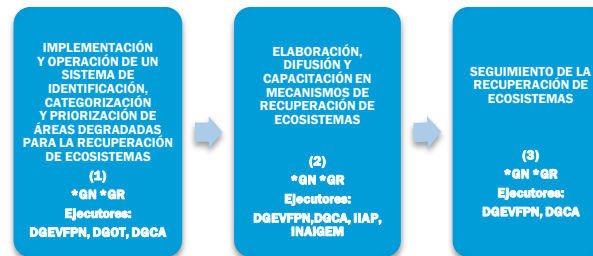 IMPLEMENTACIÓN
Y OPERACIÓN DE UN
SISTEMA DE
IDENTIFICACIÓN,
CATEGORIZACIÓN
Y PRIORIZACIÓN DE
ÁREAS DEGRADADAS
PARA LA RECUPERACIÓN
DE ECOSISTEMAS
(1)
*GN *GR
Ejecutores:
DGEVFPN, DGOT, DGCA
ELABORACIÓN,
DIFUSIÓN Y
CAPACITACIÓN EN
MECANISMOS DE
RECUPERACIÓN DE
ECOSISTEMAS
(2)
*GN *GR
Ejecutores:
DGEVFPN,DGCA, IIAP,
INAIGEM
SEGUIMIENTO DE LA
RECUPERACIÓN DE
ECOSISTEMAS
(3)
*GN *GR
Ejecutores:
DGEVFPN, DGCA